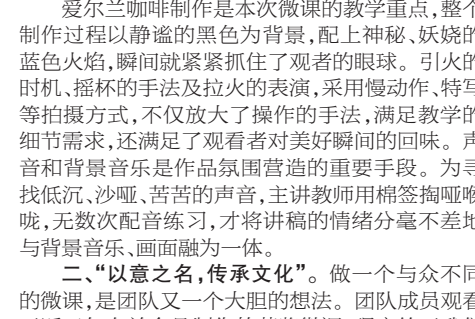 爱尔兰咖啡制作是本次微课的教学重点,整个
制作过程以静谧的黑色为背景,配上神秘、妖娆的
蓝色火焰,瞬间就紧紧抓住了观者的眼球。引火的
时机、摇杯的手法及拉火的表演,采用慢动作、特写
等拍摄方式,不仅放大了操作的手法,满足教学的
细节需求,还满足了观看者对美好瞬间的回味。声
音和背景音乐是作品氛围营造的重要手段。为寻
找低沉、沙哑、苦苦的声音,主讲教师用棉签掏哑喉
咙,无数次配音练习,才将讲稿的情绪分毫不差地
与背景音乐、画面融为一体。
二、“以意之名,传承文化”。做一个与众不同
的微课,是团队又一个大胆的想法。团队成员观看